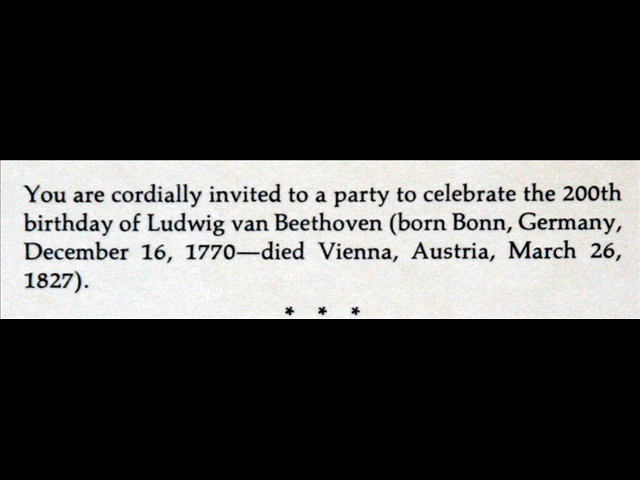 You are cordially invited to a party to celebrate the 200th
birthday of Ludwig van Beethoven (born Bonn, Germany,
December 16, 1770—died Vienna, Austria, March 26,
1827).
* * *